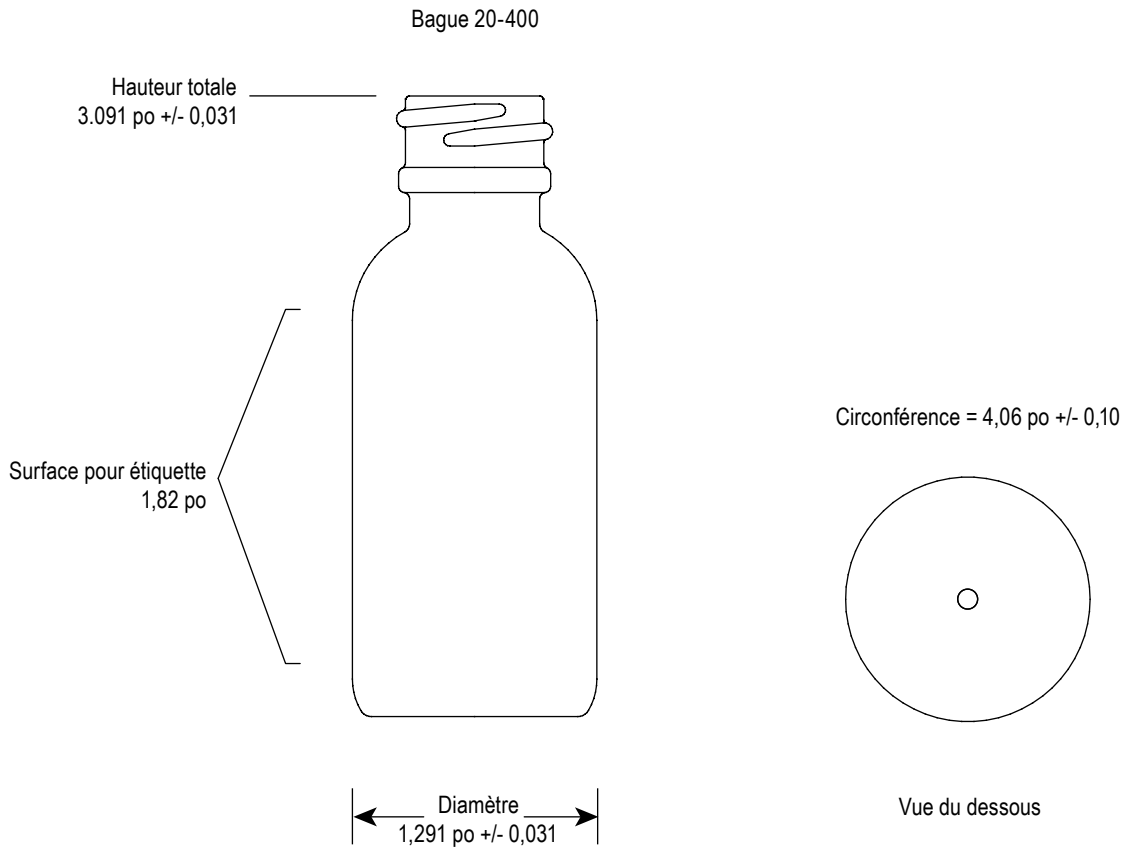 Bague 20-400
Hauteur totale
3.091 po +/- 0,031
Surface pour étiquette
1,82 po
Circonférence = 4,06 po +/- 0,10
Diamètre
1,291 po +/- 0,031
Vue du dessous